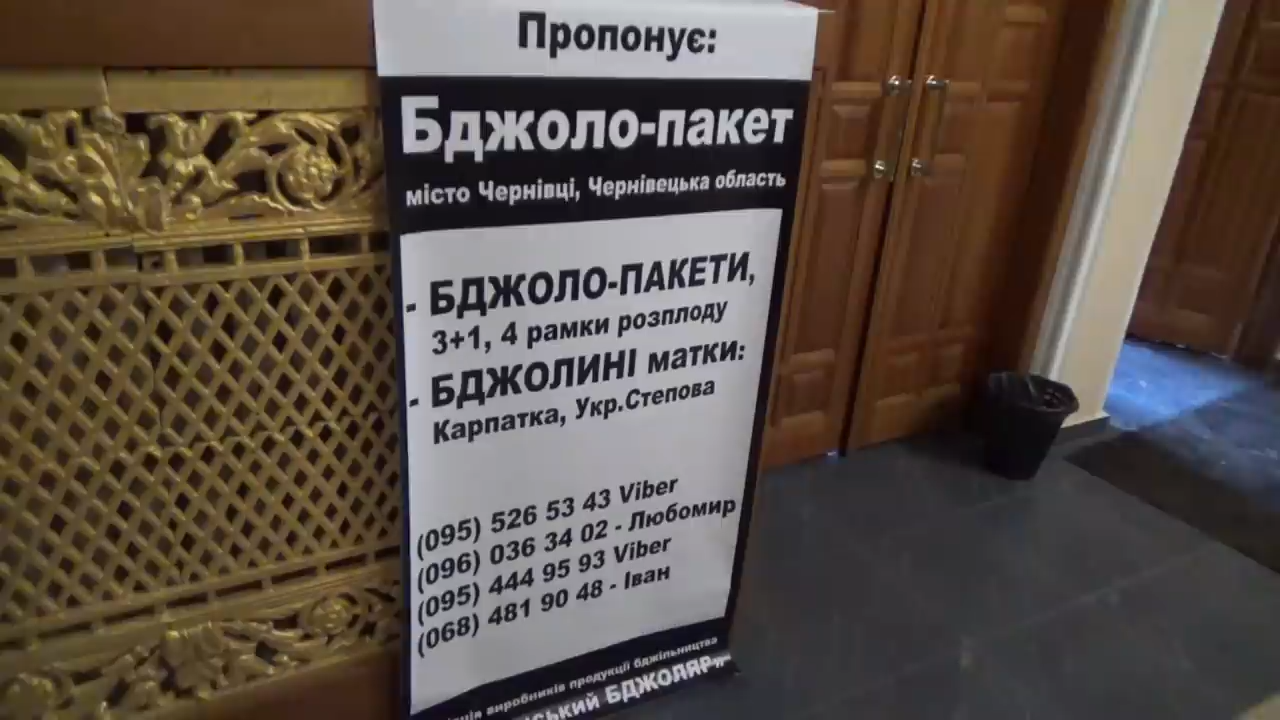 Пропонує:
Бджоло-пакет
місто Чернівці, Чернівецька область
- БДЖОЛО-ПАКЕТИ,
3+1, 4 рамки розплоду
- БДЖОЛИНІ матки:
Карпатка, Укр.Степова
(095) 526 53 43 Viber
(096) 036 34 02 - Любомир
(095) 444 95 93 Viber
(068) 481 90 48 - Іван
виробників продукції бджільництва
БДЖОЛЯР»